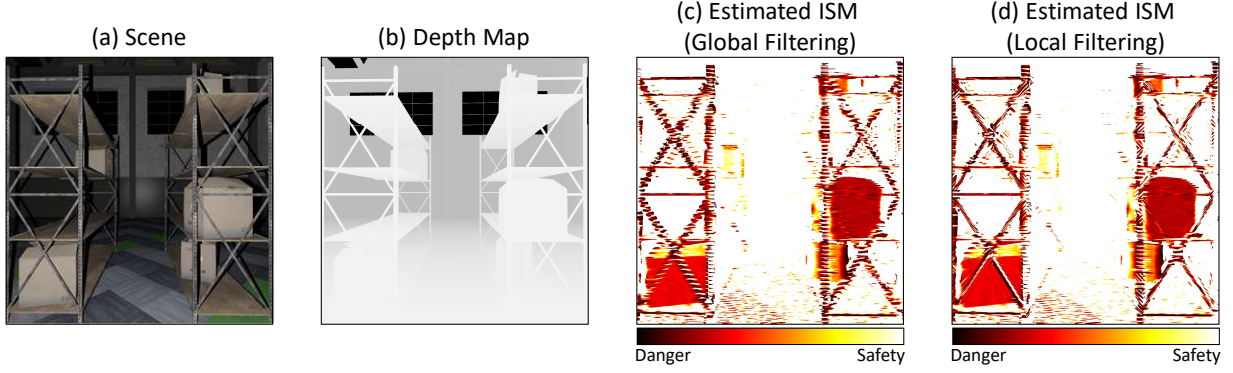 (a) Scene
(b) Depth Map
(c) Estimated ISM
(Global Filtering)
(d) Estimated ISM
(Local Filtering)
Danger Safety
Danger Safety